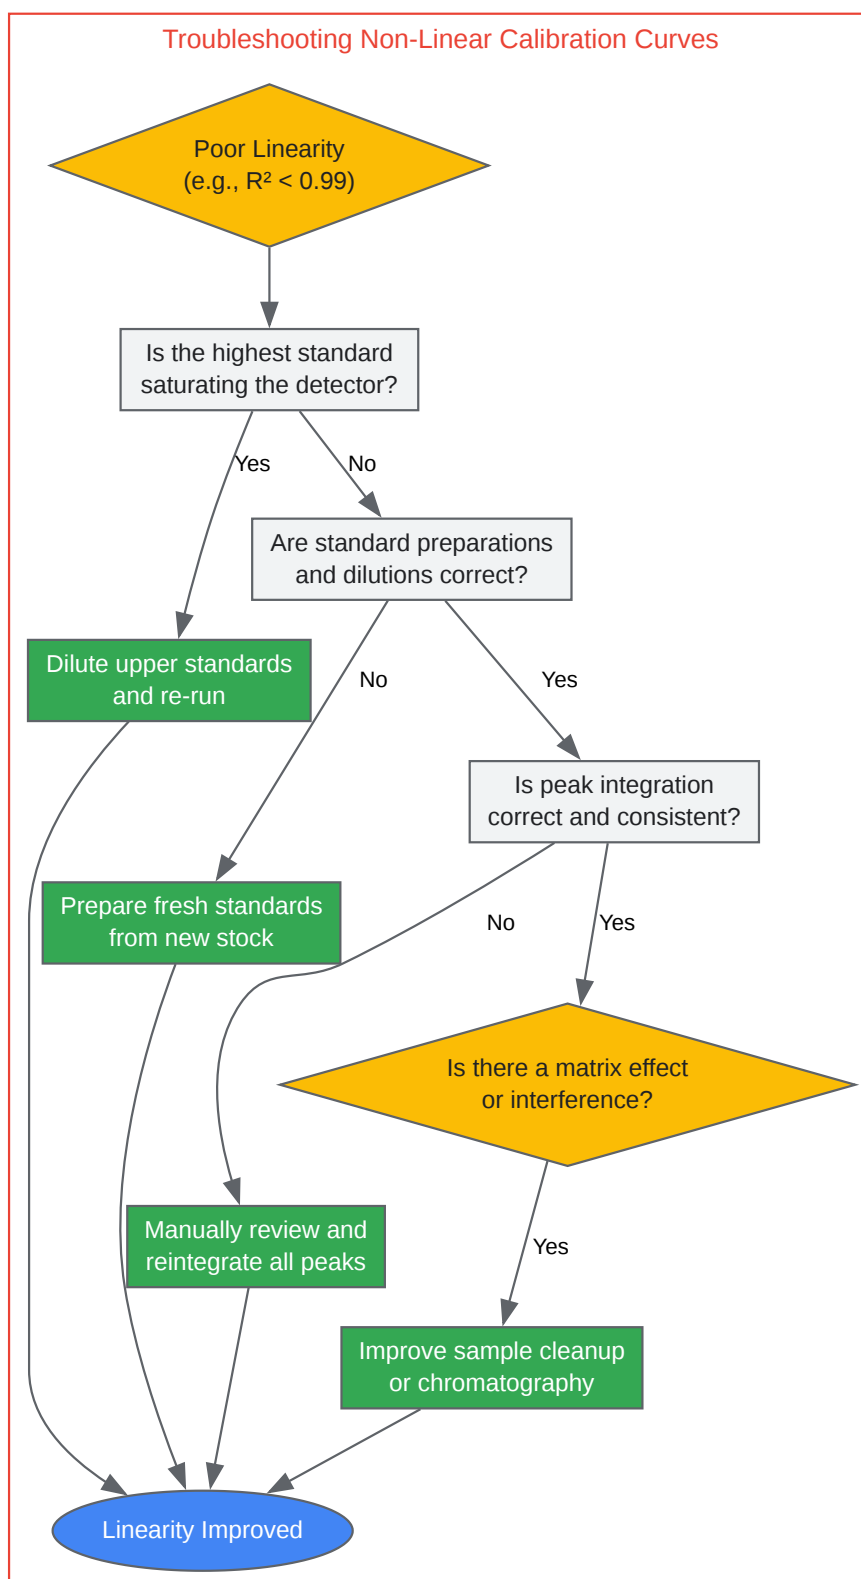 Troubleshooting Non-Linear Calibration Curves
Poor Linearity
(e.g., R² < 0.99)
Is the highest standard
saturating the detector?
Yes
No
Are standard preparations
and dilutions correct?
Dilute upper standards
and re-run
No
Yes
Is peak integration
correct and consistent?
Prepare fresh standards
from new stock
No
Yes
Is there a matrix effect
or interference?
Manually review and
reintegrate all peaks
Yes
Improve sample cleanup
or chromatography
Linearity Improved